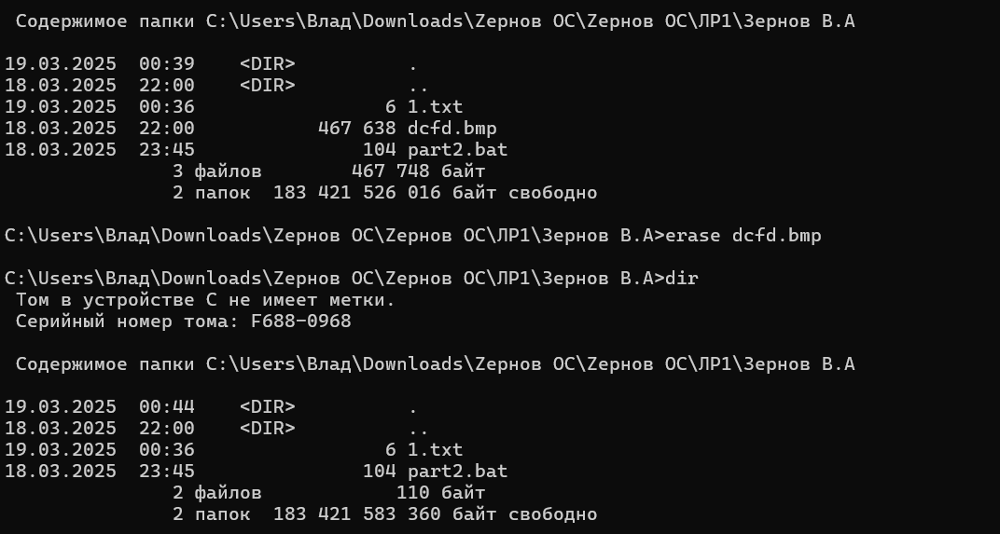 Содержимое папки C:\Users\Влад\Downloads\Zернов ОС\Zернов ОС\ЛР1\Зернов В.А
19.03.2025  00:39    <DIR>          .
18.03.2025  22:00    <DIR>          ..
19.03.2025  00:36                 6 1.txt
18.03.2025  22:00           467 638 dcfd.bmp
18.03.2025  23:45               104 part2.bat
               3 файлов        467 748 байт
               2 папок  183 421 526 016 байт свободно
C:\Users\Влад\Downloads\Zернов ОС\Zернов ОС\ЛР1\Зернов В.А>erase dcfd.bmp
C:\Users\Влад\Downloads\Zернов ОС\Zернов ОС\ЛР1\Зернов В.А>dir
Том в устройстве C не имеет метки.
Серийный номер тома: F688-0968
Содержимое папки C:\Users\Влад\Downloads\Zернов ОС\Zернов ОС\ЛР1\Зернов В.А
19.03.2025  00:44    <DIR>          .
18.03.2025  22:00    <DIR>          ..
19.03.2025  00:36                 6 1.txt
18.03.2025  23:45               104 part2.bat
               2 файлов            110 байт
               2 папок  183 421 583 360 байт свободно